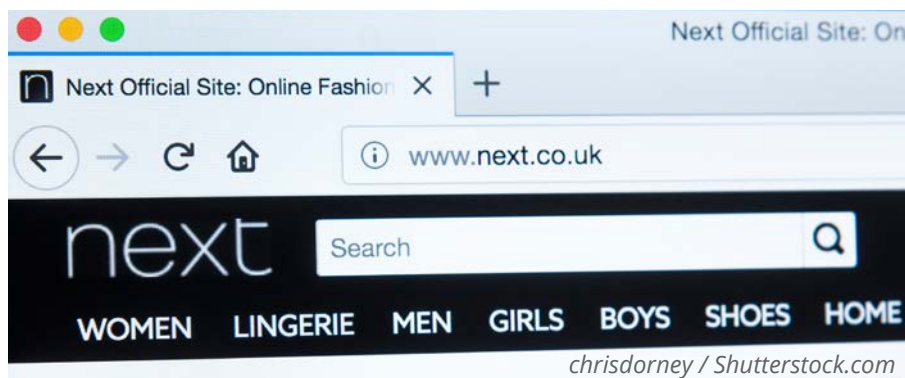 Next Official Site: On
Next Official Site: Online Fashion
www.next.co.uk
next Search
WOMEN LINGERIE MEN GIRLS BOYS SHOES HOME
chrisdorney / Shutterstock.com